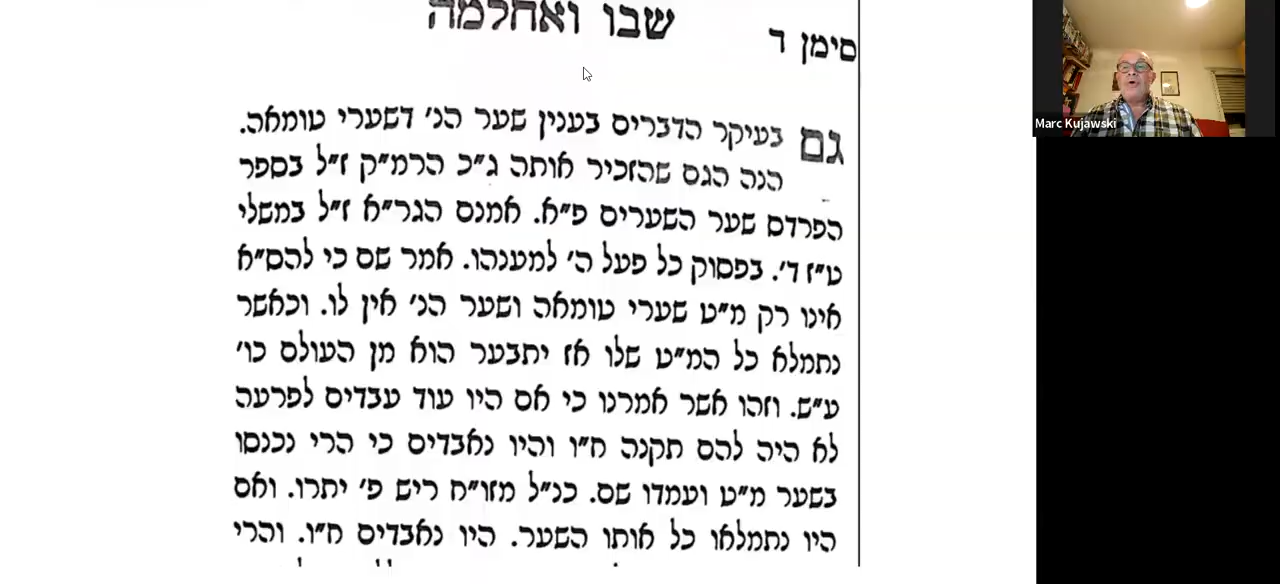 סימן ד
שבו ואחלמה
גם בעיקר הדברים בענין שער הנ׳ דשערי טומאה.
הנה הגם שהזכיר אותה ג״כ הרמ״ק ז״ל בספר
הפרדס שער השערים פ״א. אמנם הגר״א ז״ל במשלי
ט״ז ד׳. בפסוק כל פעל ה׳ למענהו. אמר שם כי להס״א
אינו רק מ״ט שערי טומאה ושער הנ׳ אין לו. וכאשר
נתמלא כל המ״ט שלו אז יתבער הוא מן העולם כו׳
ע״ש. וזהו אשר אמרנו כי אם היו עוד עבדים לפרעה
לא היה להם תקנה ח״ו והיו נאבדים כי הרי נכנסו
בשער מ״ט ועמדו שם. כנ״ל מזו״ח ריש פ׳ יתרו. ואם
היו נתמלאו כל אותו השער. היו נאבדים ח״ו. והרי
Marc Kujawski